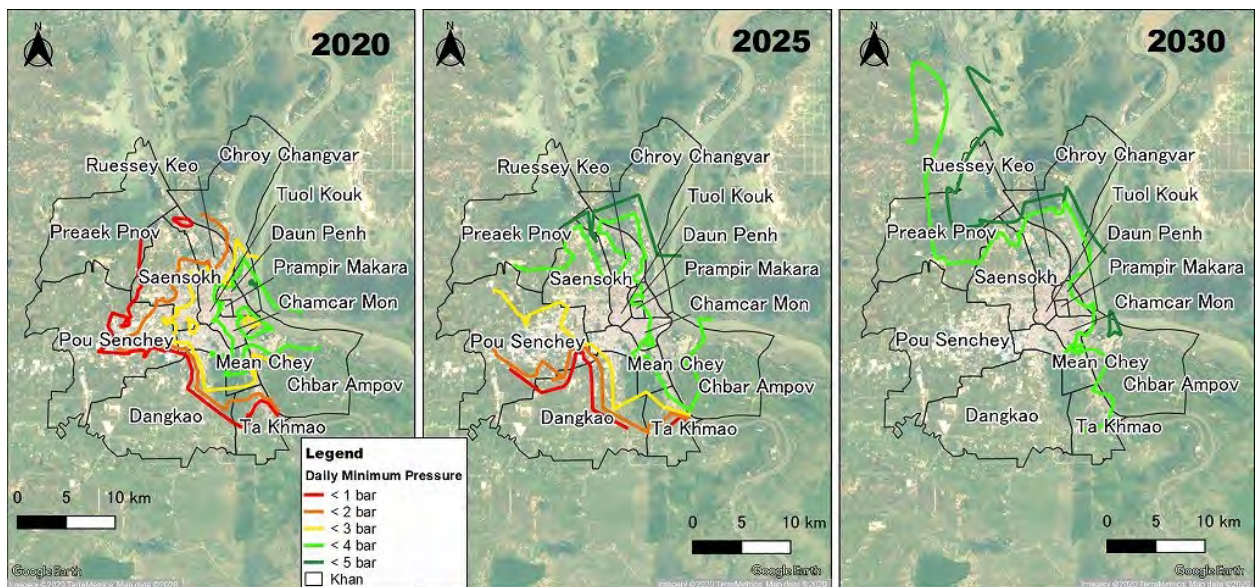 N
2020
Ruessey Keo
Chroy Changvar
Tuol Kouk
Preaek Pnov
Daun Penh
Saensokh
Prampir Makara
Chamcar Mon
Pou Senchey
Mean Chey
Chbar Ampov
Dangkao
Ta Khmao
0 5 10 km
Google Earth
Legend
Daily Minimum Pressure
< 1 bar
< 2 bar
< 3 bar
< 4 bar
< 5 bar
Khan
N
2025
Ruessey Keo
Chroy Changvar
Tuol Kouk
Preaek Pnov
Daun Penh
Saensokh
Prampir Makara
Chamcar Mon
Pou Senchey
Mean Chey
Chbar Ampov
Dangkao
Ta Khmao
0 5 10 km
N
2030
Ruessey Keo
Chroy Changvar
Tuol Kouk
Preaek Pnov
Daun Penh
Saensokh
Prampir Makara
Chamcar Mon
Pou Senchey
Mean Chey
Chbar Ampov
Dangkao
Ta Khmao
0 5 10 km
Google Earth